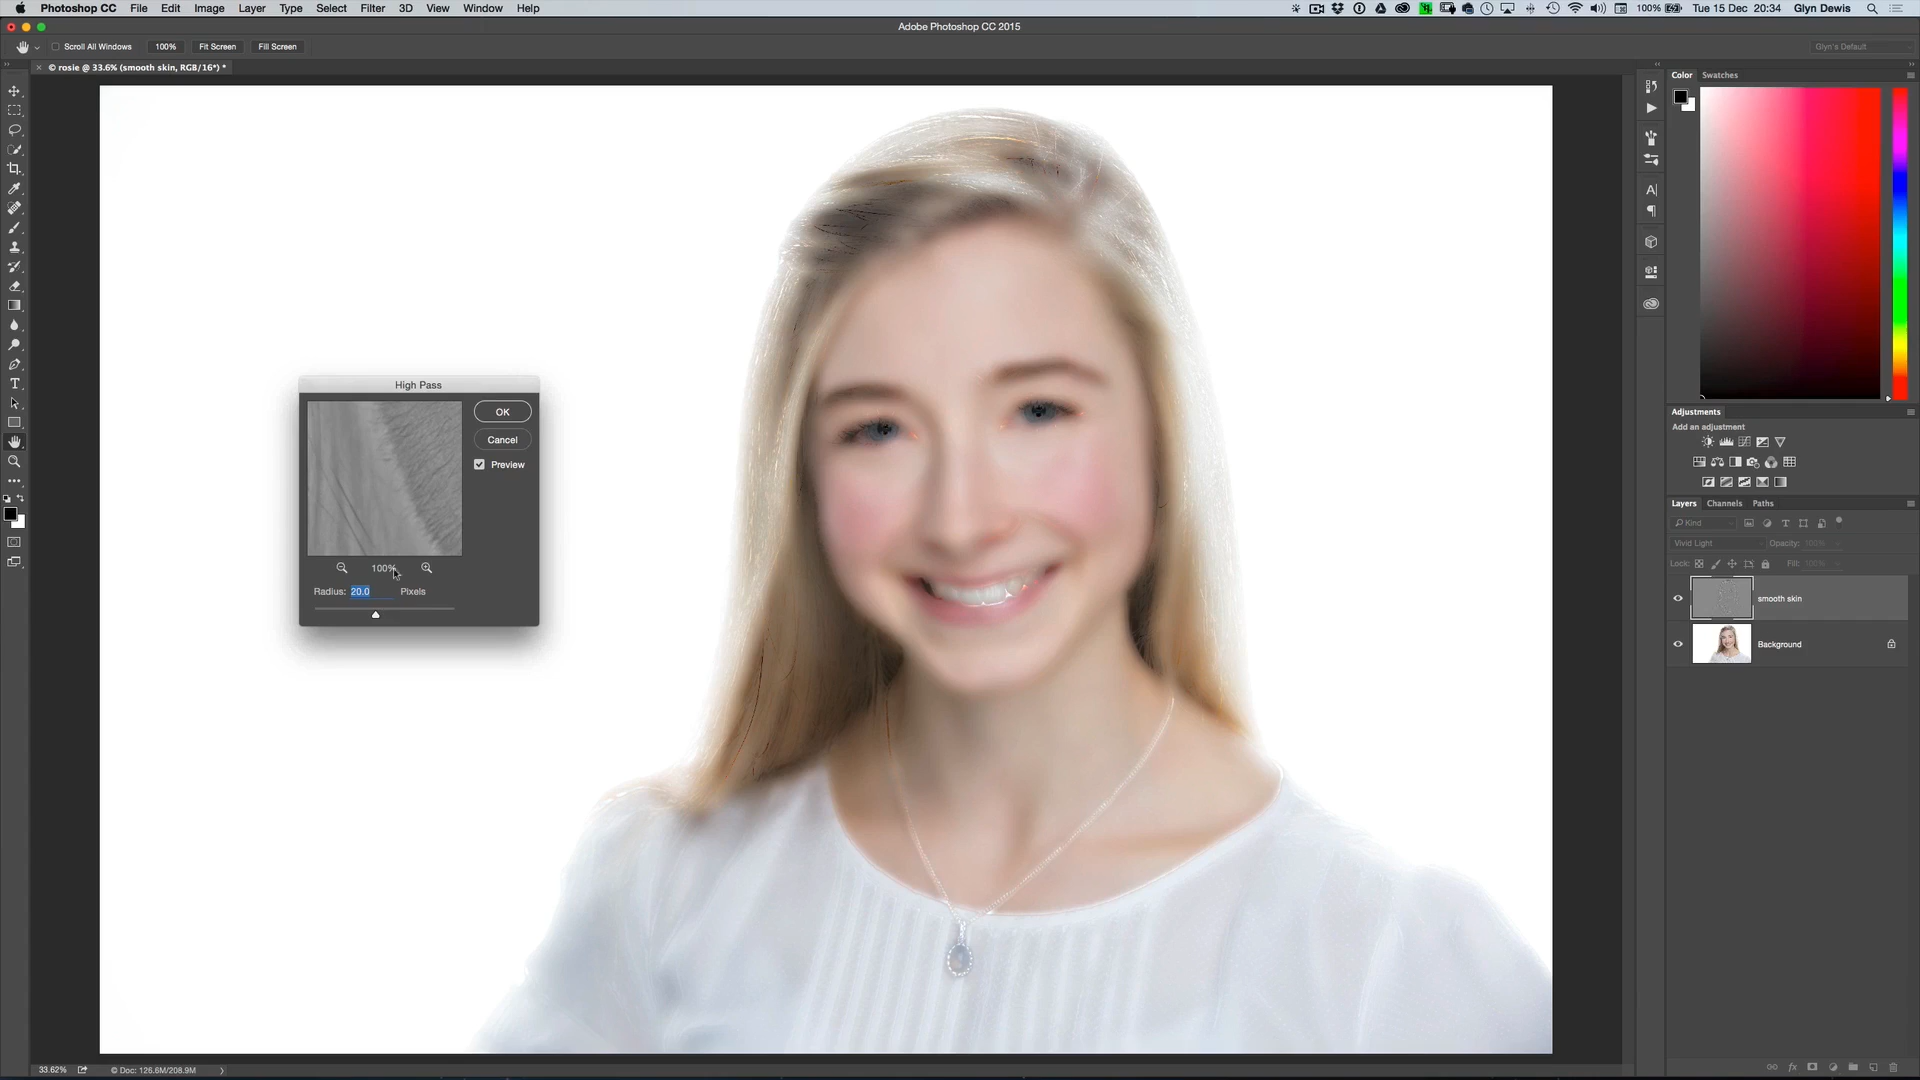 Photoshop CC File Edit Image Layer Type Select Filter 3D View Window Help 100% Tue 15 Dec 20:34 Glyn Dewis
Adobe Photoshop CC 2015
Scroll All Windows 100% Fit Screen Fill Screen Glyn's Default
© rosie @ 33.6% (smooth skin, RGB/16*) *
Color Swatches
High Pass
OK
Cancel
Preview
100%
Radius: 20.0 Pixels
Adjustments
Add an adjustment
Layers Channels Paths
Kind
Vivid Light Opacity: 100%
Lock: Fill: 100%
smooth skin
Background
33.62% © Doc: 126.6M/208.9M